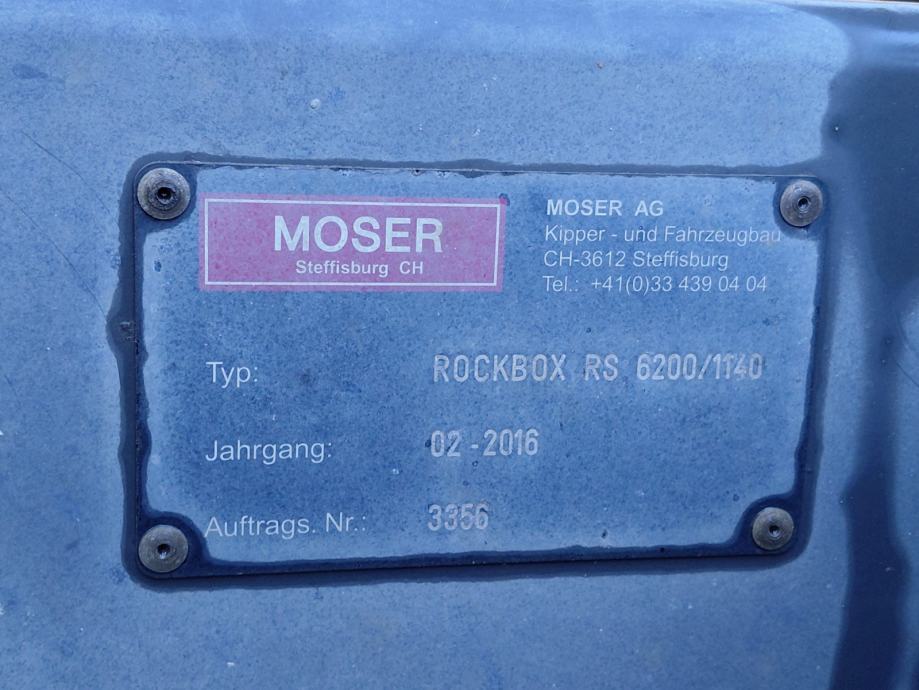 MOSER
Steffisburg CH
MOSER AG
Kipper - und Fahrzeugbau
CH-3612 Steffisburg
Tel.: +41(0)33 439 04 04
Typ: ROCKBOX RS 6200/1140
Jahrgang: 02-2016
Auftrags. Nr.: 3356